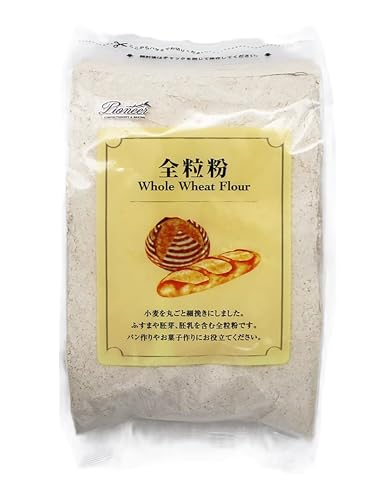 Pioneer
全粒粉
Whole Wheat Flour
小麦を丸ごと細挽きにしました。
ふすまや胚芽、胚乳を含む全粒粉です。
パン作りやお菓子作りにお役立てください。